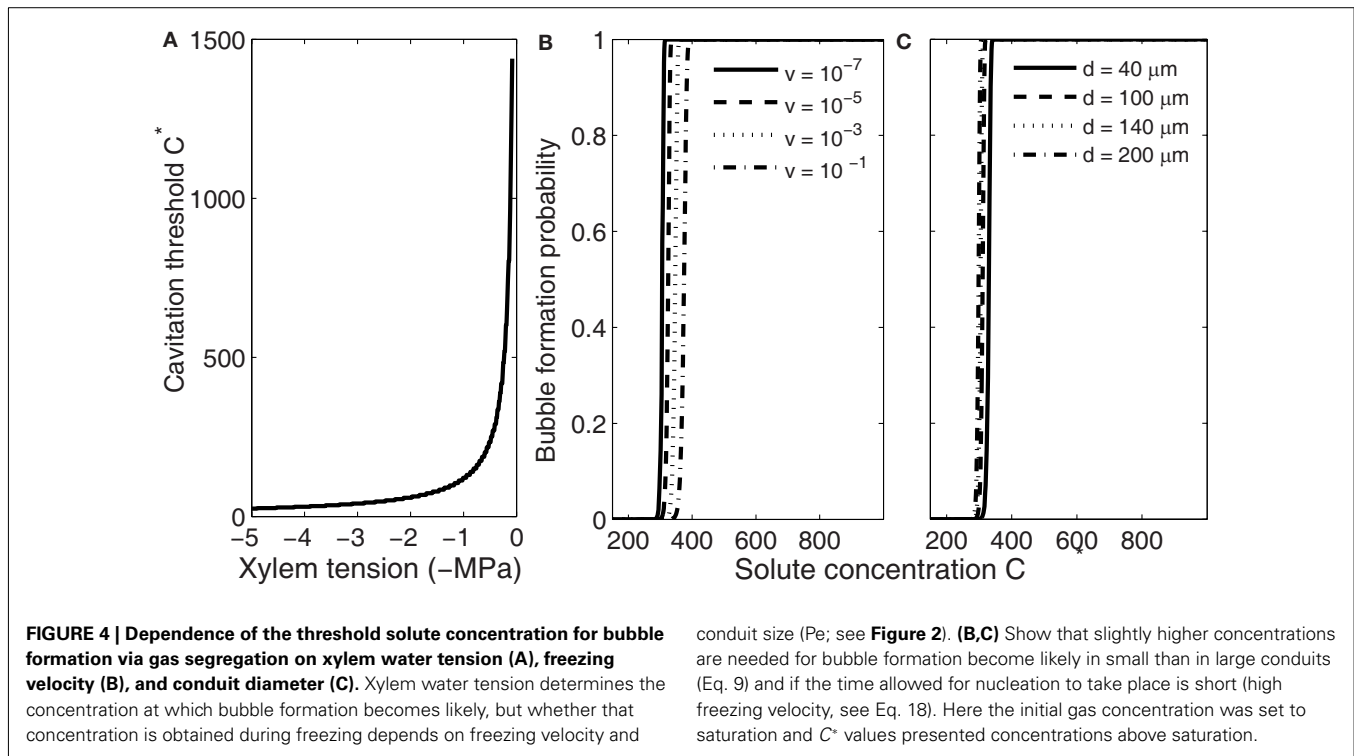 A
1500
1000
500
0
−5
−4
−3
−2
−1
0
Cavitation threshold C*
Xylem tension (−MPa)
B
1
0.8
0.6
0.4
0.2
0
200
400
600
800
Bubble formation probability
v = 10⁻⁷
v = 10⁻⁵
v = 10⁻³
v = 10⁻¹
C
200
400
600
800
d = 40 μm
d = 100 μm
d = 140 μm
d = 200 μm
Solute concentration C*
FIGURE 4 | Dependence of the threshold solute concentration for bubble
formation via gas segregation on xylem water tension (A), freezing
velocity (B), and conduit diameter (C). Xylem water tension determines the
concentration at which bubble formation becomes likely, but whether that
concentration is obtained during freezing depends on freezing velocity and
conduit size (Pe; see Figure 2). (B,C) Show that slightly higher concentrations
are needed for bubble formation become likely in small than in large conduits
(Eq. 9) and if the time allowed for nucleation to take place is short (high
freezing velocity, see Eq. 18). Here the initial gas concentration was set to
saturation and C* values presented concentrations above saturation.